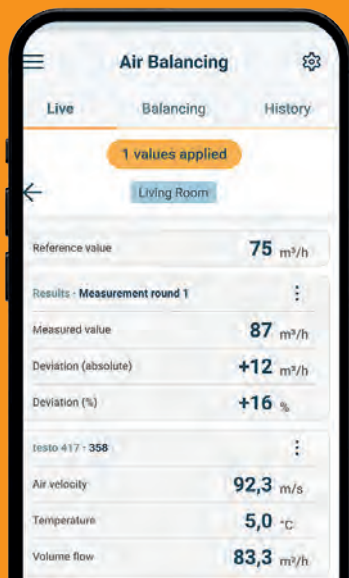 Air Balancing
Live Balancing History
1 values applied
Living Room
Reference value 75 m³/h
Results · Measurement round 1
Measured value 87 m³/h
Deviation (absolute) +12 m³/h
Deviation (%) +16 %
testo 417 · 358
Air velocity 92,3 m/s
Temperature 5,0 °C
Volume flow 83,3 m³/h